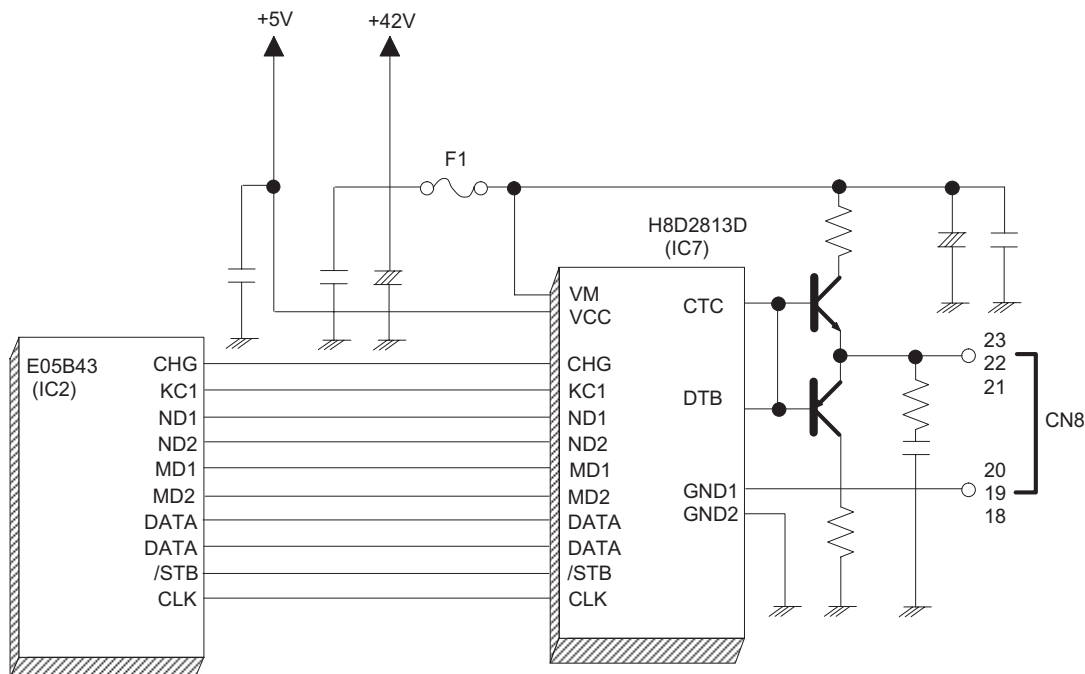 +5V
+42V
F1
H8D2813D
(IC7)
VM
VCC
CHG
KC1
ND1
ND2
MD1
MD2
DATA
DATA
/STB
CLK
CTC
DTB
GND1
GND2
E05B43
(IC2)
CHG
KC1
ND1
ND2
MD1
MD2
DATA
DATA
/STB
CLK
23
22
21
CN8
20
19
18